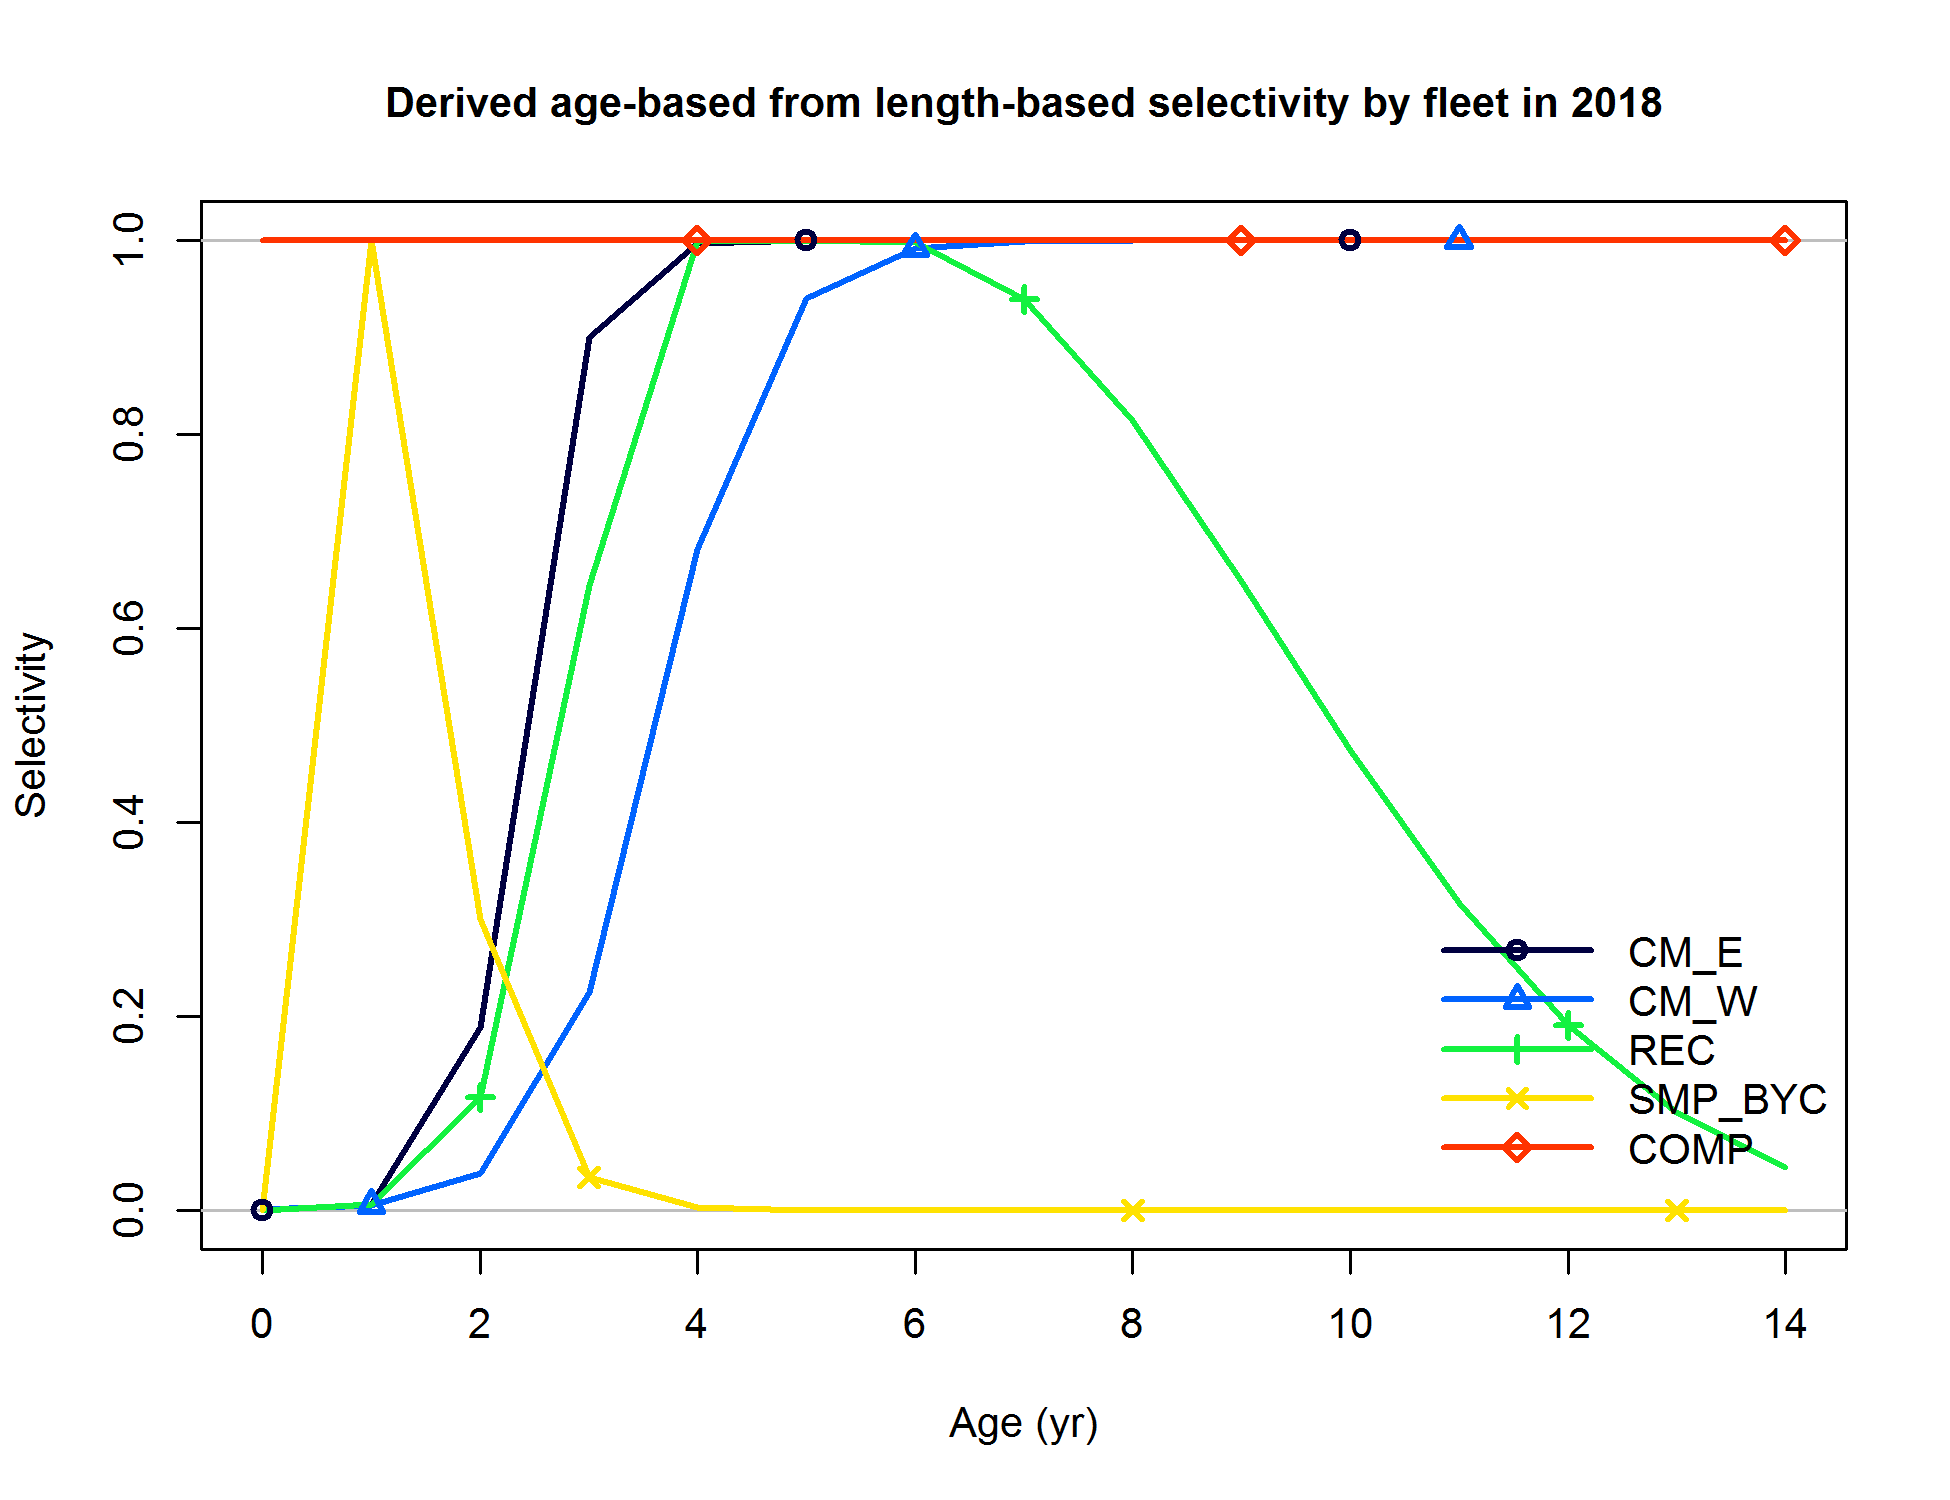 Derived age-based from length-based selectivity by fleet in 2018
Selectivity
1.0
0.8
0.6
0.4
0.2
0.0
CM_E
CM_W
REC
SMP_BYC
COMP
0 2 4 6 8 10 12 14
Age (yr)